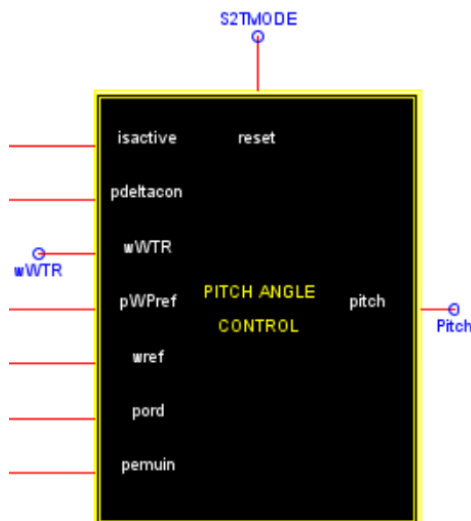 S2TMODE
isactive reset
pdeltacon
wWTR
wWTR
pWPref PITCH ANGLE pitch
CONTROL Pitch
wref
pord
pemuin